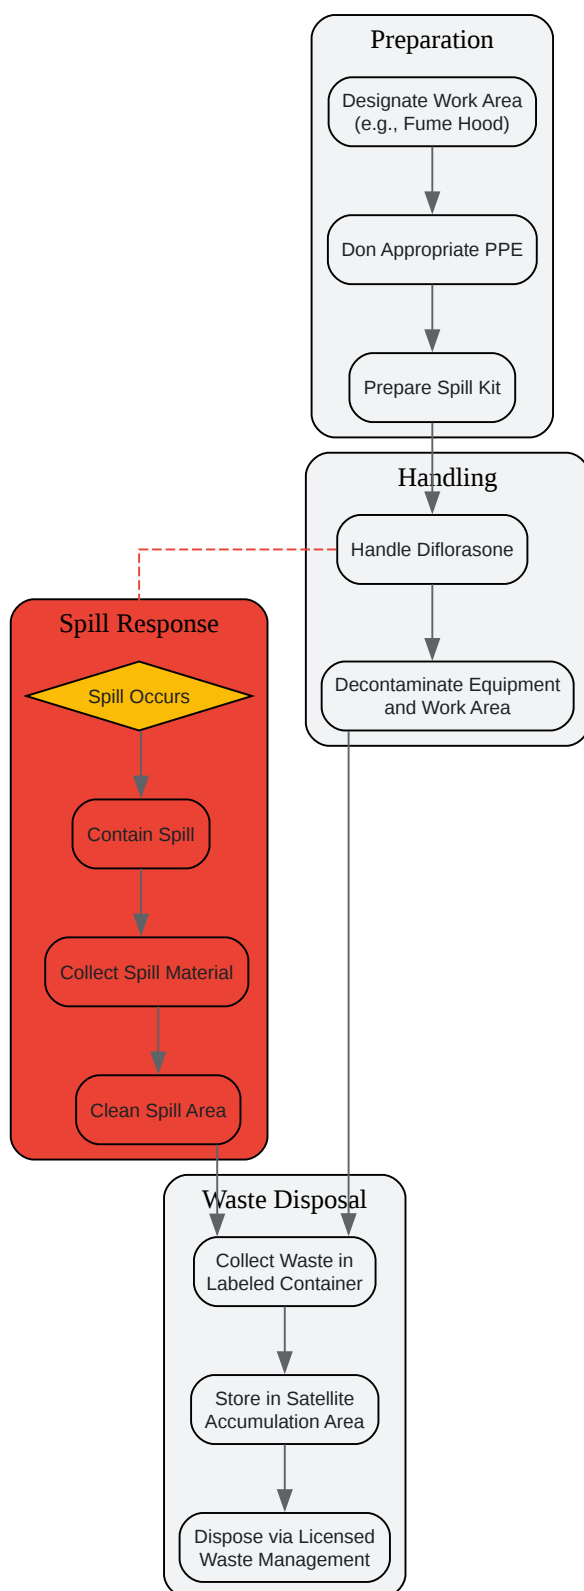 Preparation
Designate Work Area
(e.g., Fume Hood)
Don Appropriate PPE
Prepare Spill Kit
Handling
Handle Diflorasone
Decontaminate Equipment
and Work Area
Spill Response
Spill Occurs
Contain Spill
Collect Spill Material
Clean Spill Area
Waste Disposal
Collect Waste in
Labeled Container
Store in Satellite
Accumulation Area
Dispose via Licensed
Waste Management